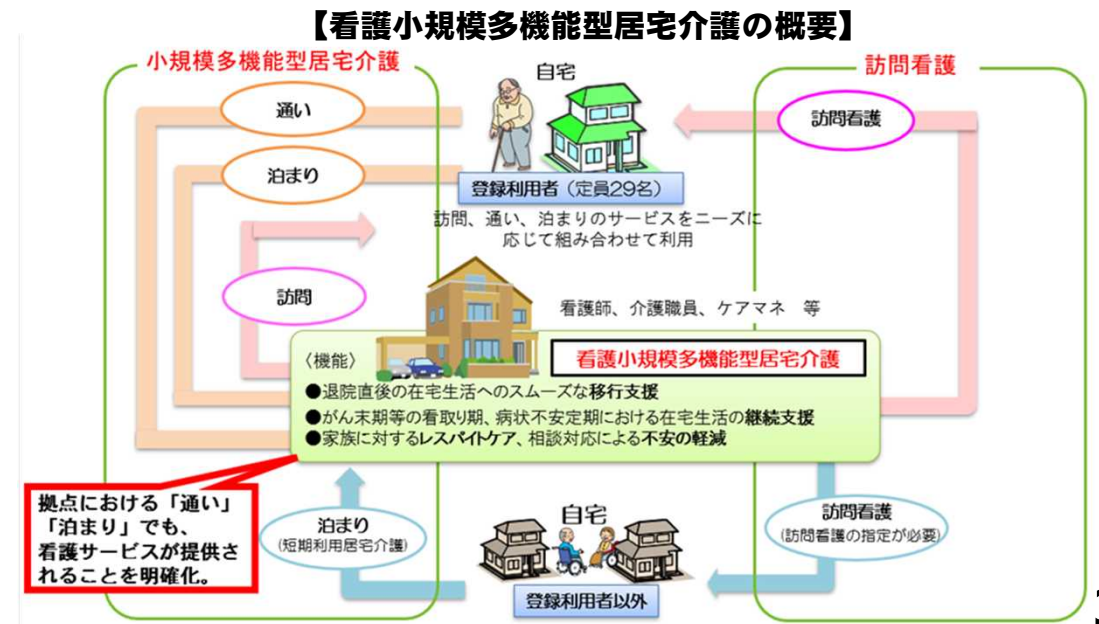 【看護小規模多機能型居宅介護の概要】
小規模多機能型居宅介護
訪問看護
自宅
通い
訪問看護
泊まり
登録利用者（定員29名）
訪問、通い、泊まりのサービスをニーズに
応じて組み合わせて利用
訪問
看護師、介護職員、ケアマネ　等
〈機能〉
看護小規模多機能型居宅介護
●退院直後の在宅生活へのスムーズな移行支援
●がん末期等の看取り期、病状不安定期における在宅生活の継続支援
●家族に対するレスパイトケア、相談対応による不安の軽減
拠点における「通い」
「泊まり」でも、
看護サービスが提供さ
れることを明確化。
泊まり
(短期利用居宅介護)
自宅
訪問看護
(訪問看護の指定が必要)
登録利用者以外